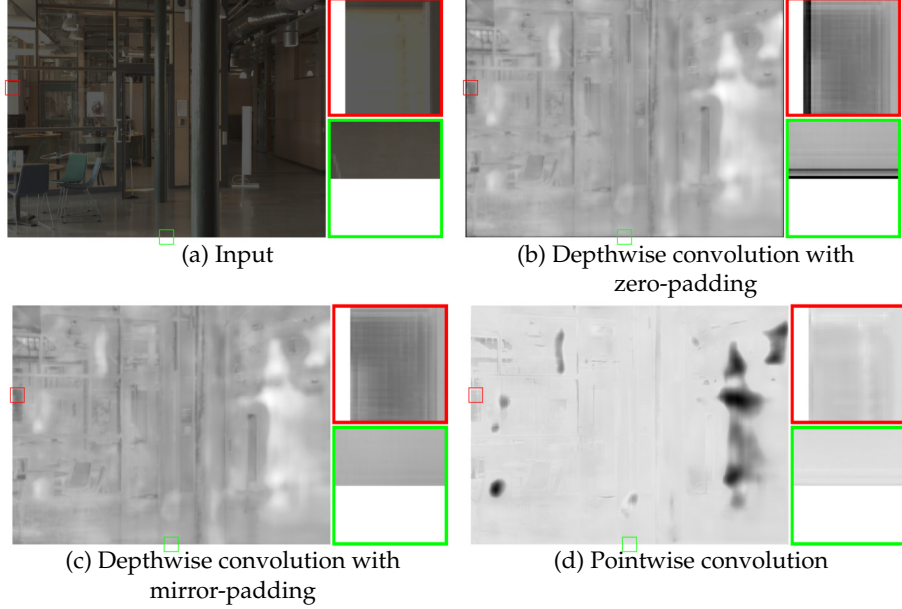 (a) Input
(b) Depthwise convolution with
zero-padding
(c) Depthwise convolution with
mirror-padding
(d) Pointwise convolution